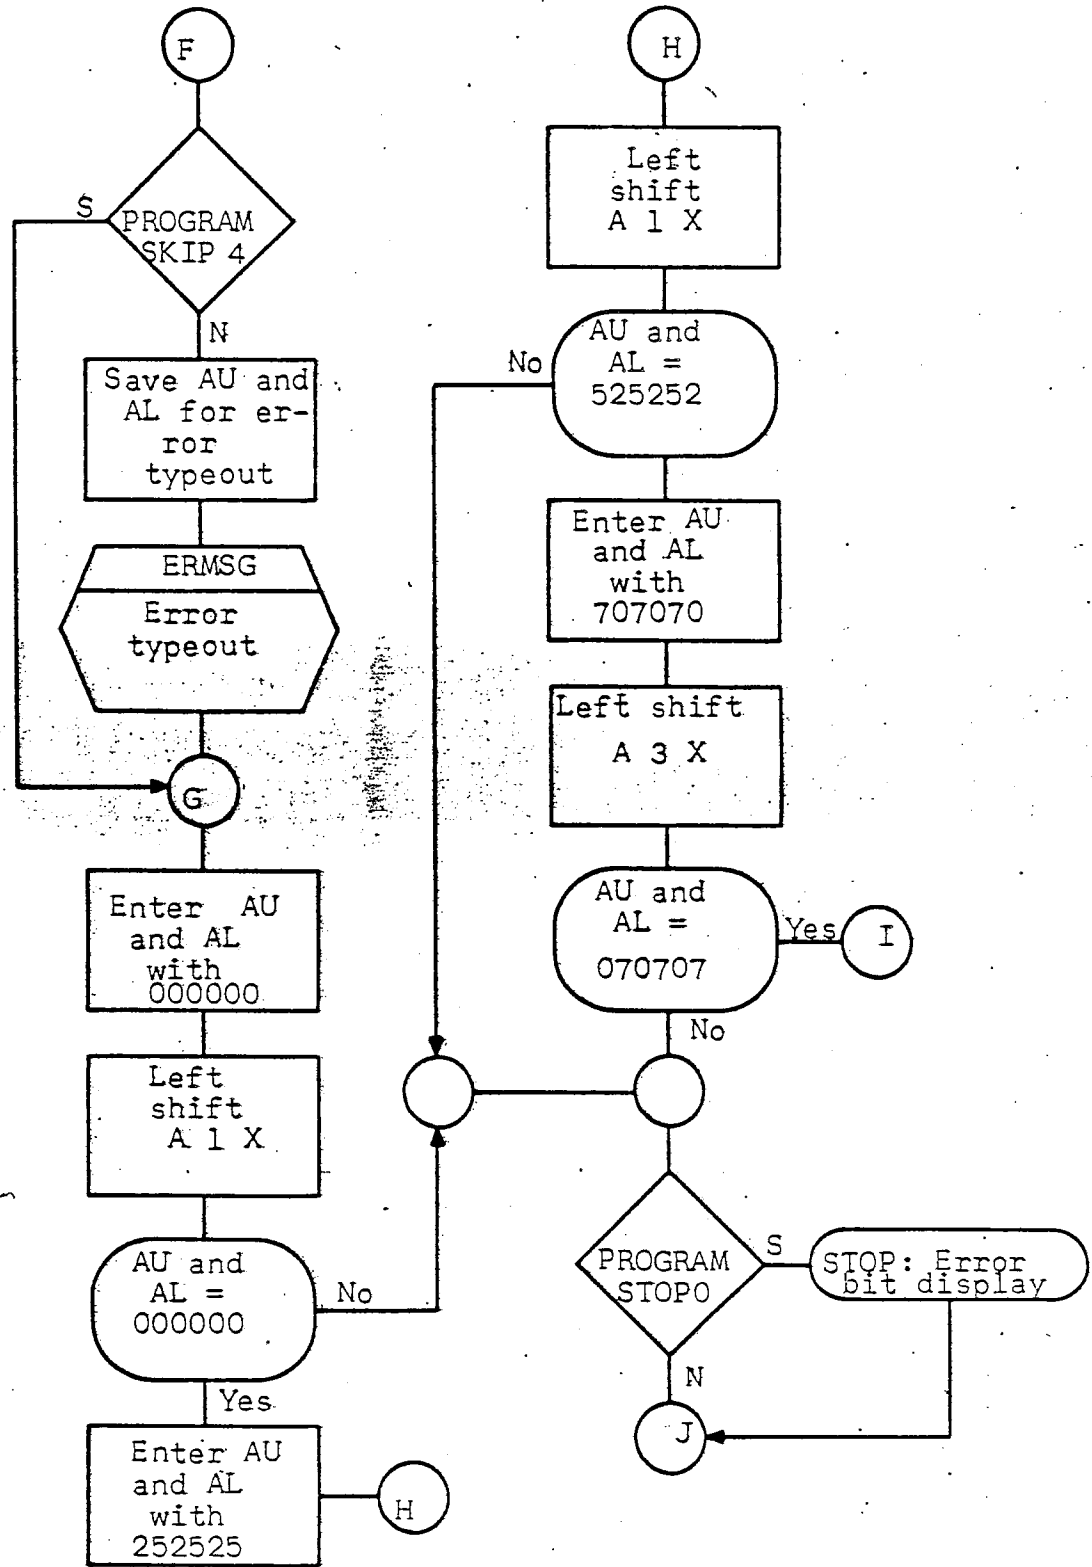 F
S
PROGRAM
SKIP 4
N
Save AU and
AL for er-
ror
typeout
ERMSG
Error
typeout
G
Enter AU
and AL
with
000000
Left
shift
A 1 X
AU and
AL =
000000
No
Yes
Enter AU
and AL
with
252525
H
H
Left
shift
A 1 X
AU and
AL =
525252
No
Enter AU
and AL
with
707070
Left shift
A 3 X
AU and
AL =
070707
Yes
I
No
PROGRAM
STOP0
S
STOP: Error
bit display
N
J